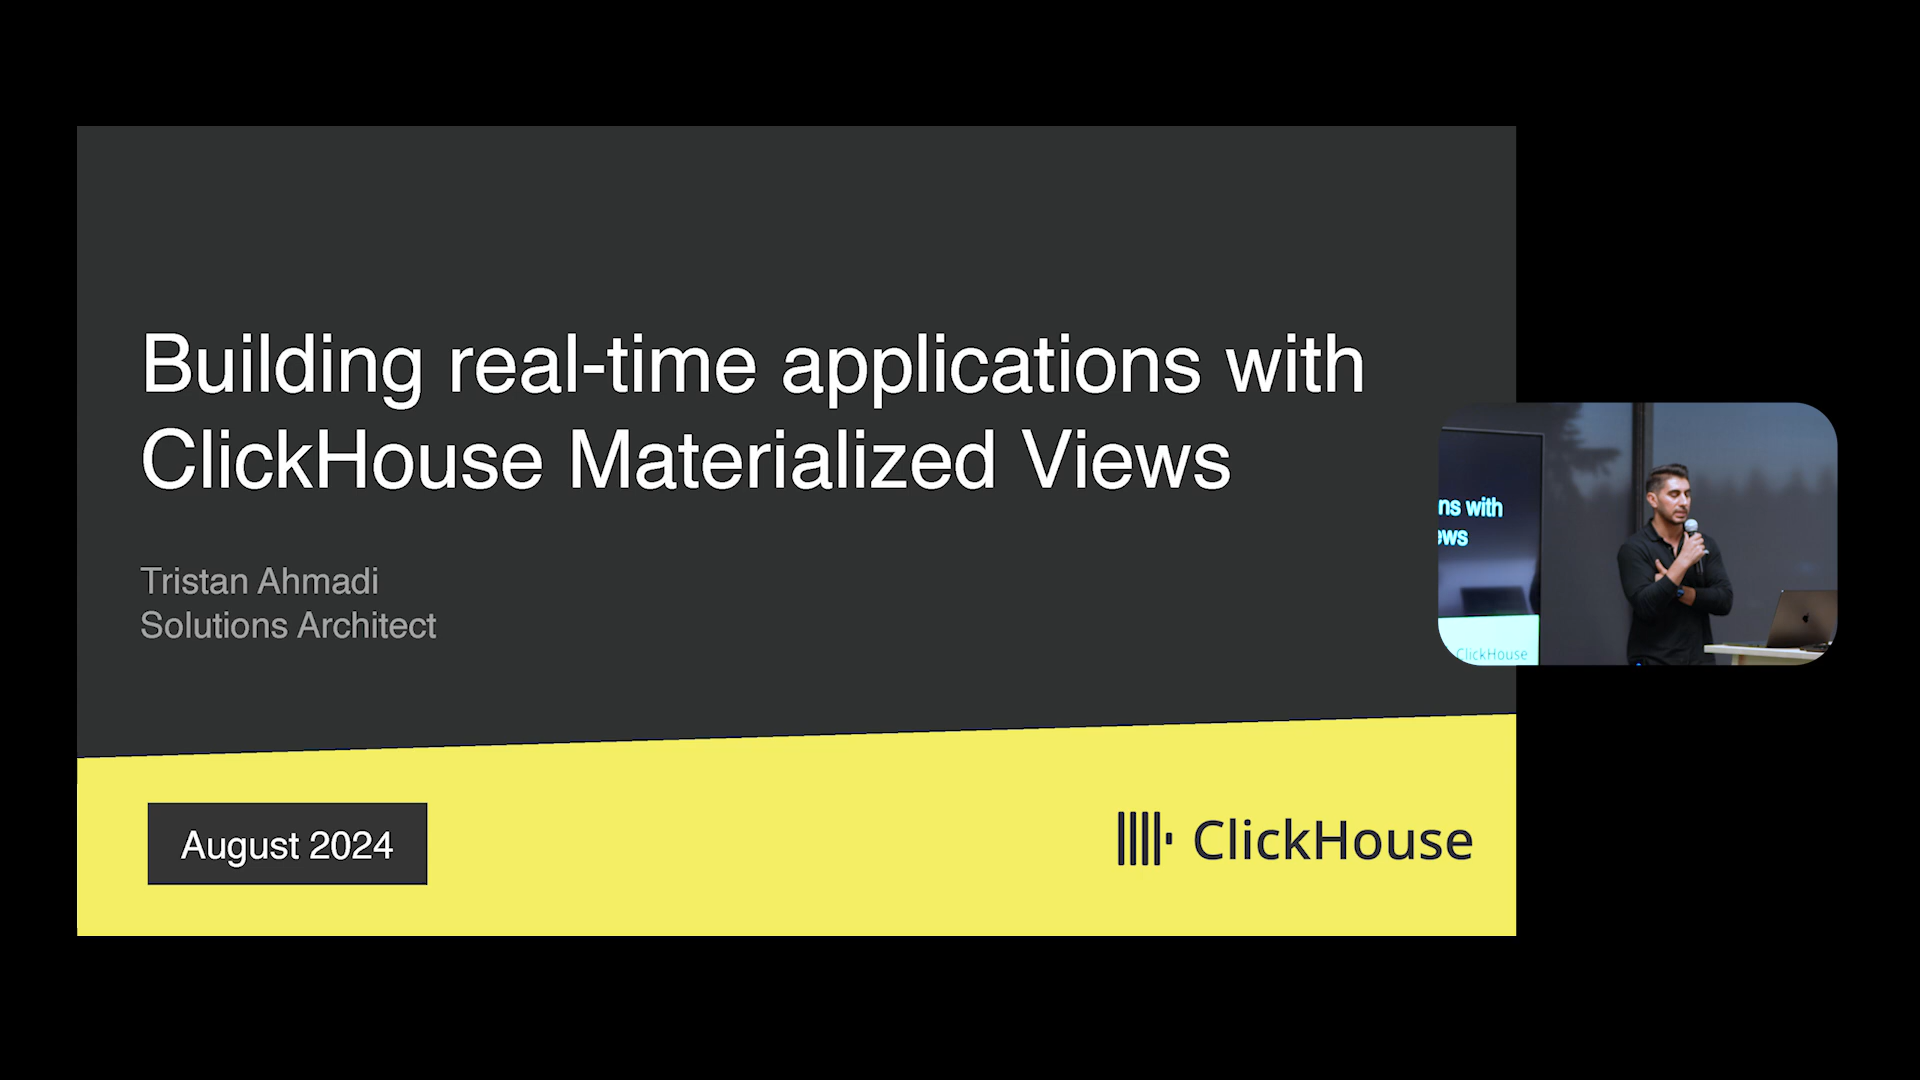 Building real-time applications with
ClickHouse Materialized Views
Tristan Ahmadi
Solutions Architect
August 2024
ClickHouse
ns with
ews
ClickHouse